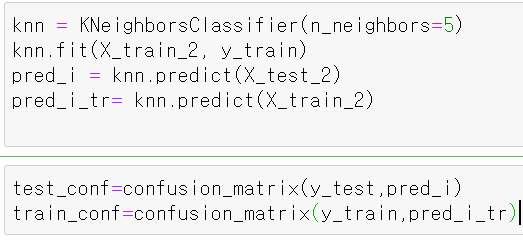 knn = KNeighborsClassifier(n_neighbors=5)
knn.fit(X_train_2, y_train)
pred_i = knn.predict(X_test_2)
pred_i_tr= knn.predict(X_train_2)
test_conf=confusion_matrix(y_test,pred_i)
train_conf=confusion_matrix(y_train,pred_i_tr)